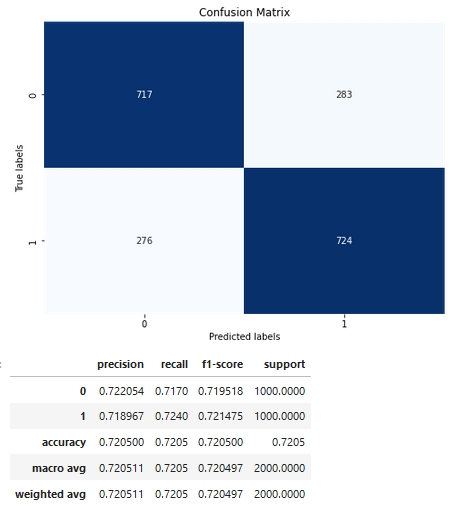 Confusion Matrix
0
717
283
True labels
1
276
724
0
1
Predicted labels
:
precision recall f1-score support
0 0.722054 0.7170 0.719518 1000.0000
1 0.718967 0.7240 0.721475 1000.0000
accuracy 0.720500 0.7205 0.720500 0.7205
macro avg 0.720511 0.7205 0.720497 2000.0000
weighted avg 0.720511 0.7205 0.720497 2000.0000